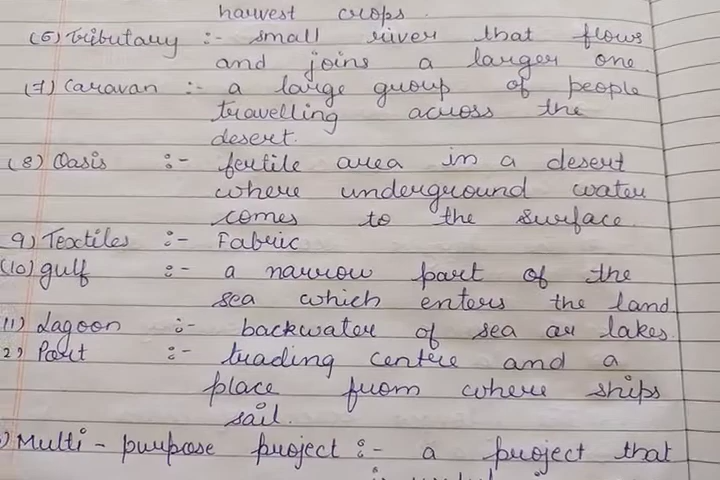 harvest crops.
(6) Tributary :- small river that flows
and joins a larger one.
(7) Caravan :- a large group of people
travelling across the
desert.
(8) Oasis :- fertile area in a desert
where underground water
comes to the surface.
9) Textiles :- Fabric
(10) gulf :- a narrow part of the
sea which enters the land
11) Lagoon :- backwater of sea or lakes.
2) Port :- trading centre and a
place from where ships
sail.
) Multi-purpose project :- a project that